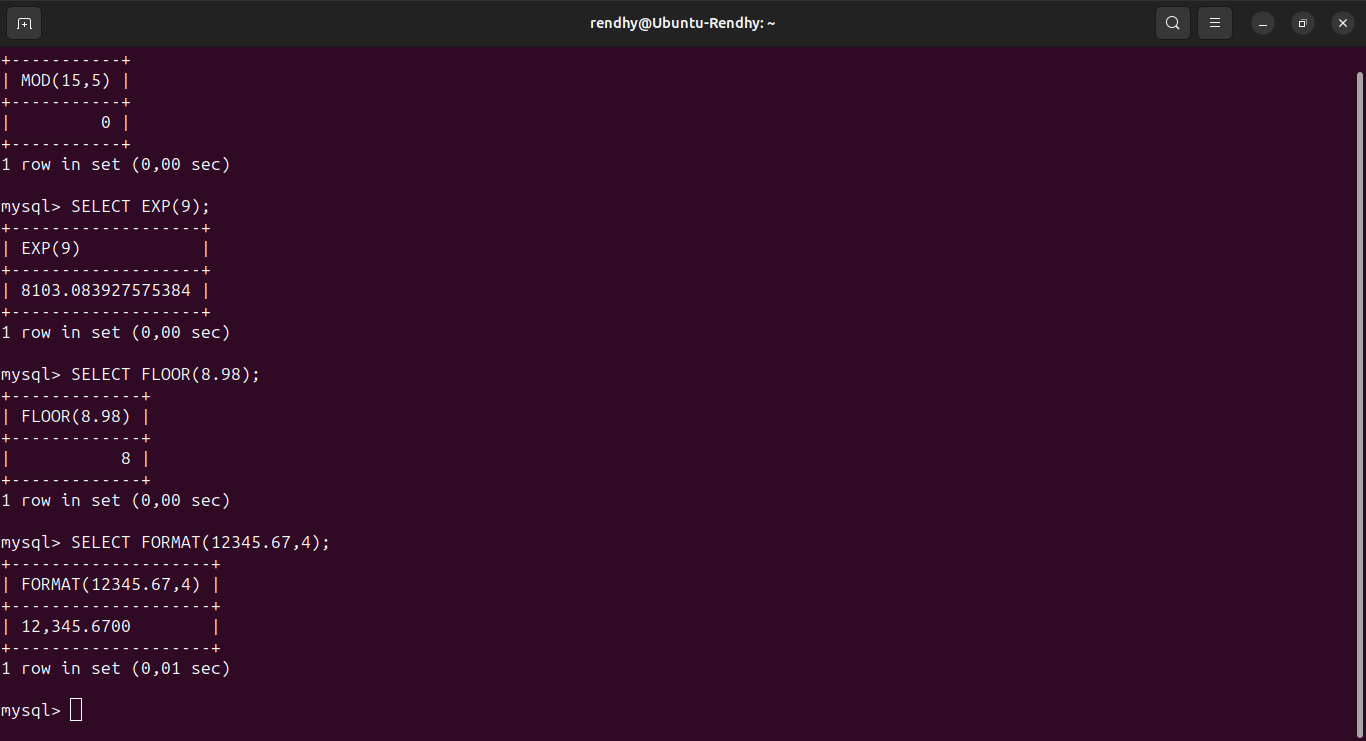 rendhy@Ubuntu-Rendhy: ~
+-----------+
| MOD(15,5) |
+-----------+
|         0 |
+-----------+
1 row in set (0,00 sec)

mysql> SELECT EXP(9);
+-------------------+
| EXP(9)            |
+-------------------+
| 8103.083927575384 |
+-------------------+
1 row in set (0,00 sec)

mysql> SELECT FLOOR(8.98);
+-------------+
| FLOOR(8.98) |
+-------------+
|           8 |
+-------------+
1 row in set (0,00 sec)

mysql> SELECT FORMAT(12345.67,4);
+--------------------+
| FORMAT(12345.67,4) |
+--------------------+
| 12,345.6700        |
+--------------------+
1 row in set (0,01 sec)

mysql>